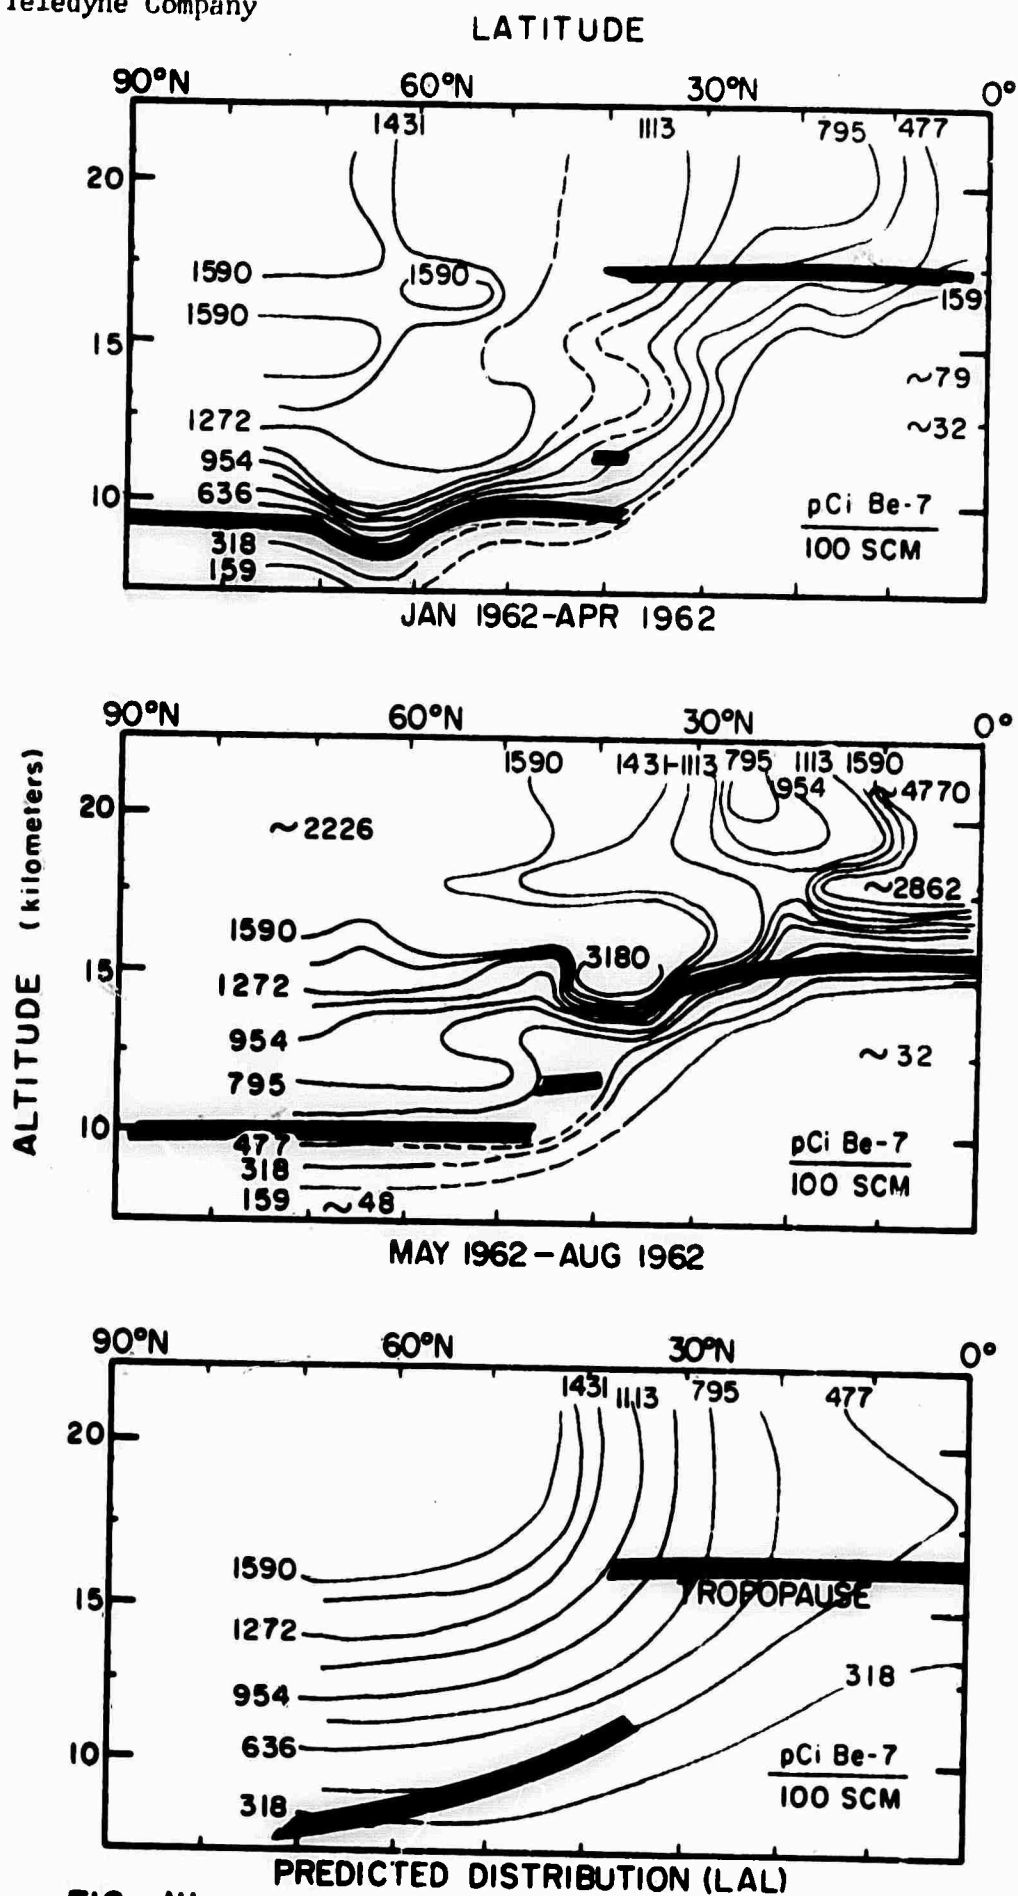 Teledyne Company
LATITUDE
90°N 60°N 30°N 0°
1431 1113 795 477
20
1590 1590
1590 159
15
~79
1272 ~32
954
10 636 pCi Be-7
318 100 SCM
159
JAN 1962-APR 1962
90°N 60°N 30°N 0°
1590 1431-1113 795 1113 1590
954 ~4770
20
~2226
~2862
1590
3180
15
1272
954 ~32
795
10
477 pCi Be-7
318 100 SCM
159 ~48
MAY 1962-AUG 1962
ALTITUDE (kilometers)
90°N 60°N 30°N 0°
1431 1113 795 477
20
1590
15 TROPOPAUSE
1272
318
954
636
10 pCi Be-7
318 100 SCM
PREDICTED DISTRIBUTION (LAL)